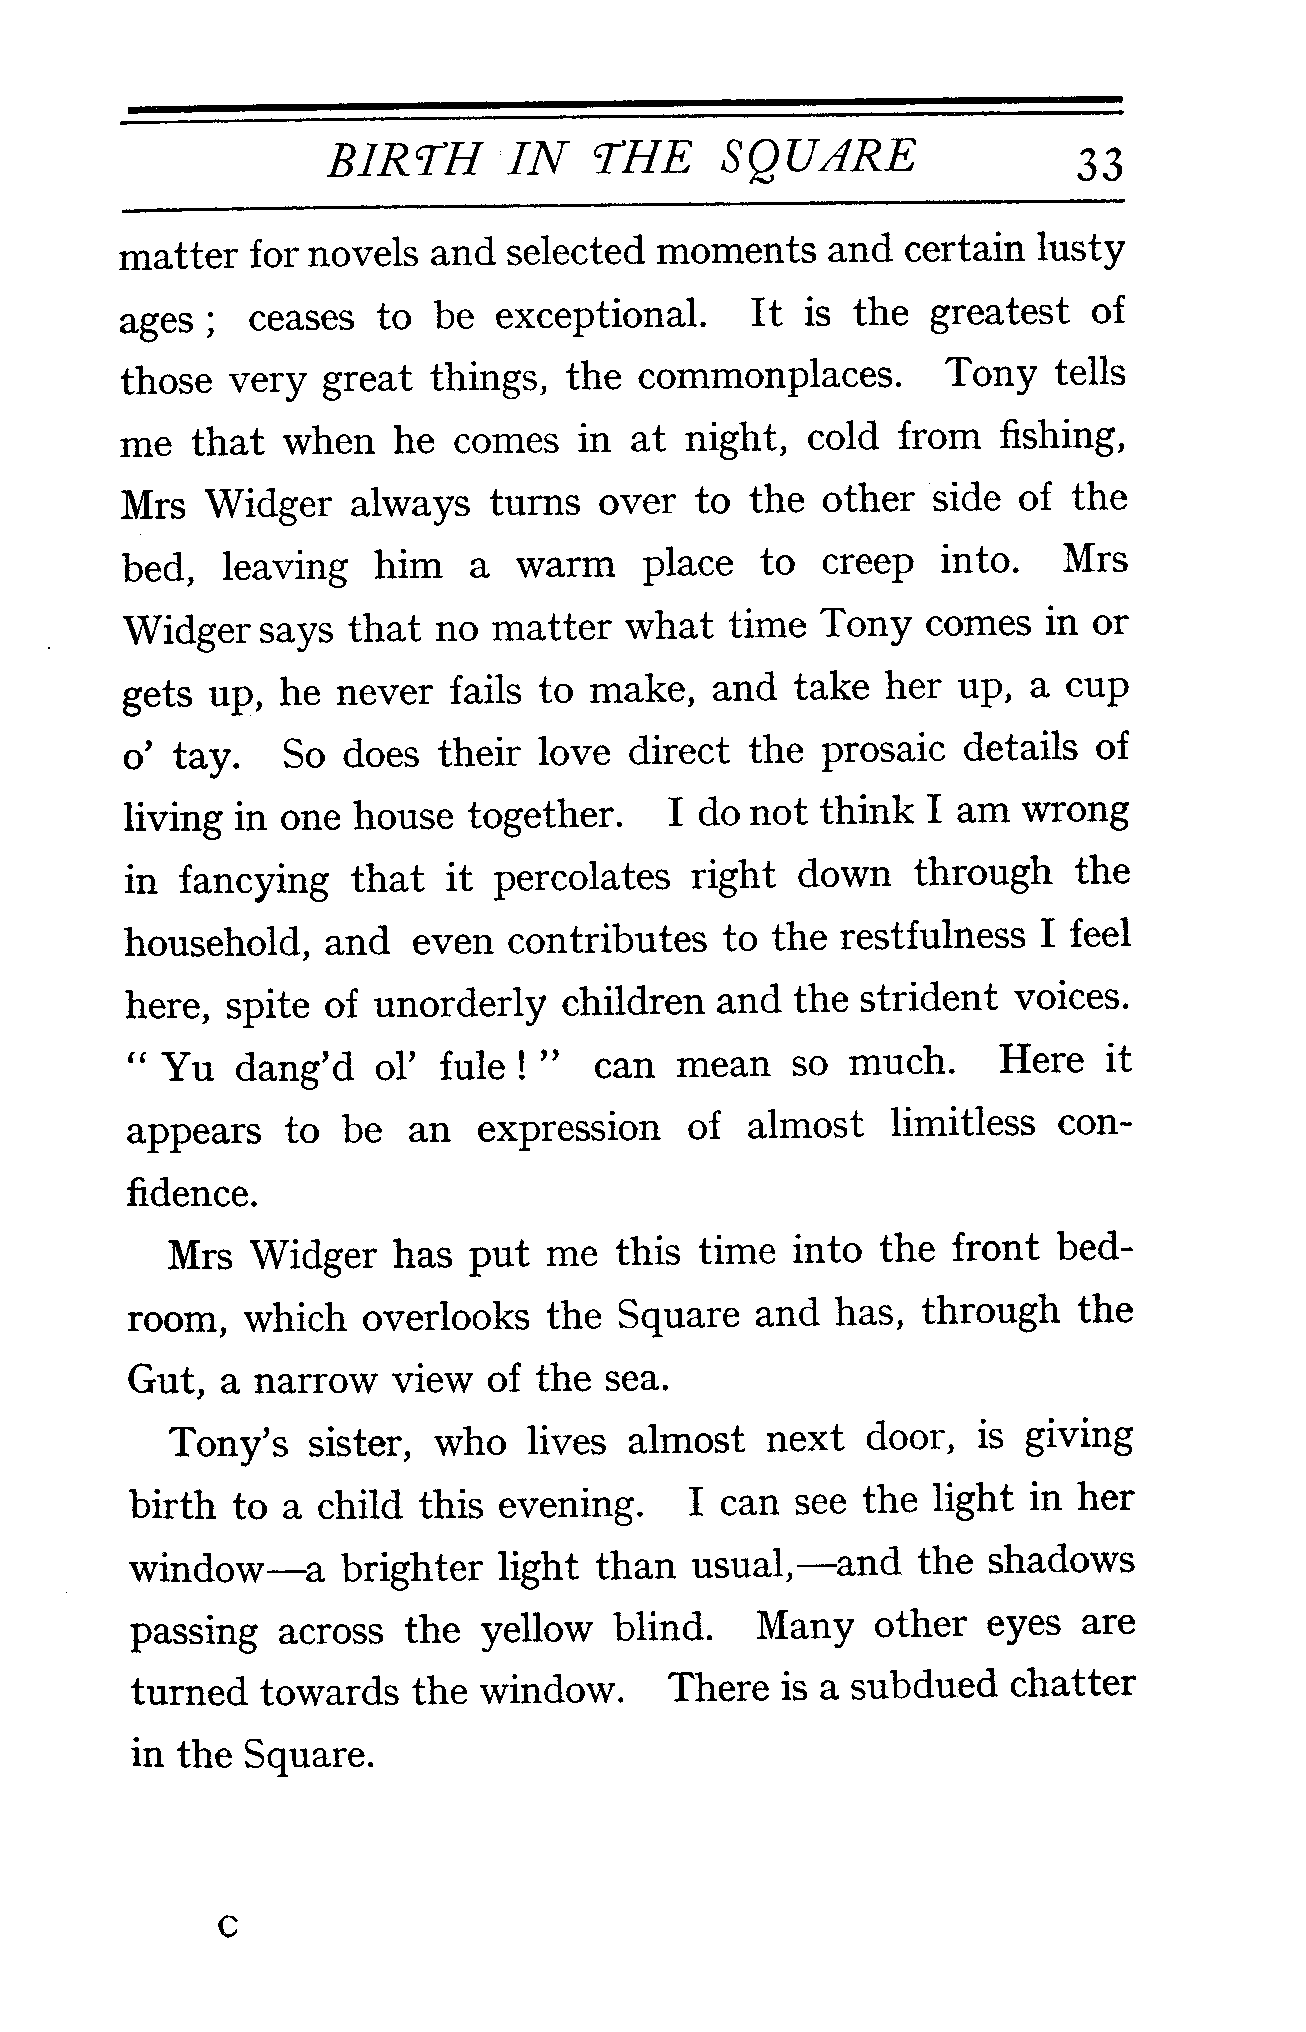 BIRTH IN THE SQUARE 33
matter for novels and selected moments and certain lusty
ages ; ceases to be exceptional. It is the greatest of
those very great things, the commonplaces. Tony tells
me that when he comes in at night, cold from fishing,
Mrs Widger always turns over to the other side of the
bed, leaving him a warm place to creep into. Mrs
Widger says that no matter what time Tony comes in or
gets up, he never fails to make, and take her up, a cup
o’ tay. So does their love direct the prosaic details of
living in one house together. I do not think I am wrong
in fancying that it percolates right down through the
household, and even contributes to the restfulness I feel
here, spite of unorderly children and the strident voices.
“ Yu dang’d ol’ fule ! ” can mean so much. Here it
appears to be an expression of almost limitless con-
fidence.
Mrs Widger has put me this time into the front bed-
room, which overlooks the Square and has, through the
Gut, a narrow view of the sea.
Tony’s sister, who lives almost next door, is giving
birth to a child this evening. I can see the light in her
window—a brighter light than usual,—and the shadows
passing across the yellow blind. Many other eyes are
turned towards the window. There is a subdued chatter
in the Square.
C